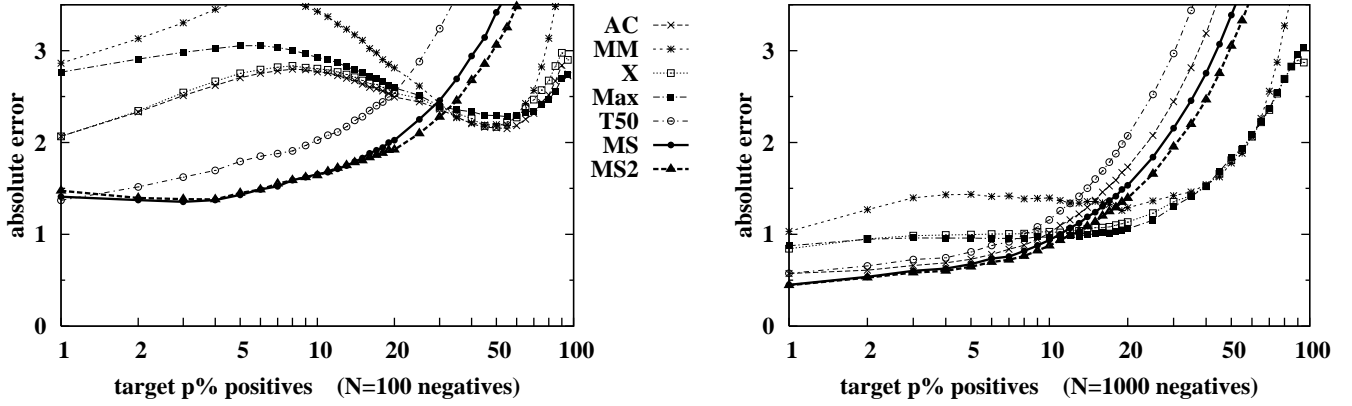 absolute error
3
2
1
0
1
2
5
10
20
50
100
target p% positives (N=100 negatives)
AC
MM
X
Max
T50
MS
MS2
absolute error
3
2
1
0
1
2
5
10
20
50
100
target p% positives (N=1000 negatives)